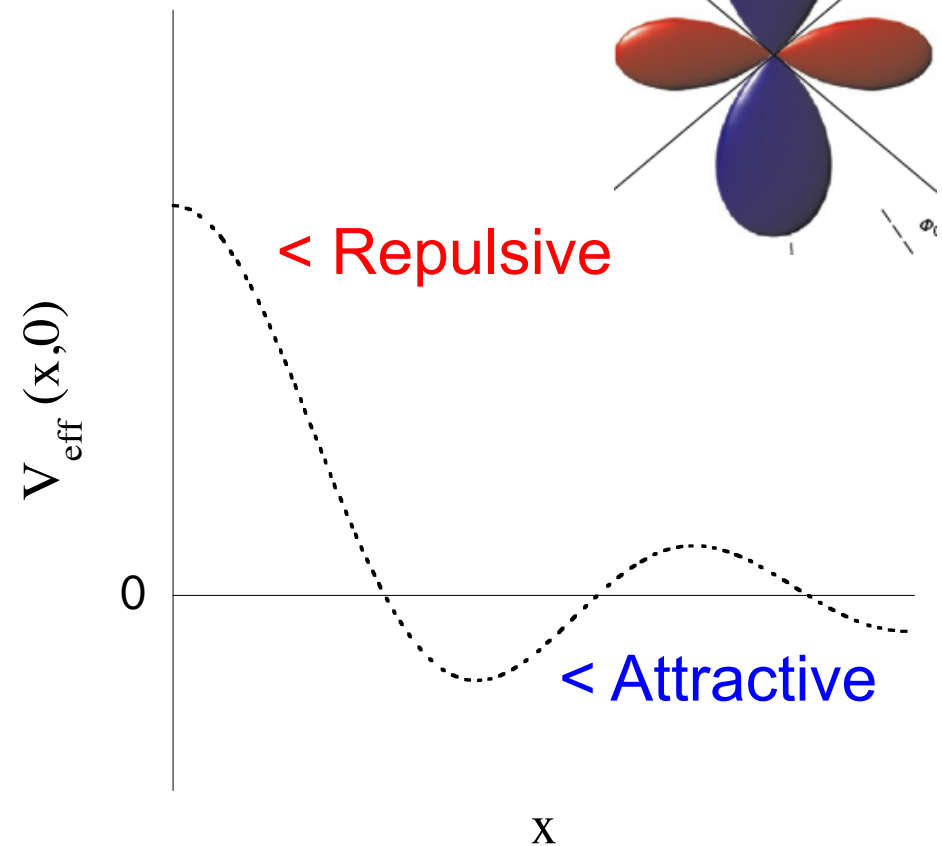 < Repulsive
V_eff (x,0)
0
< Attractive
x